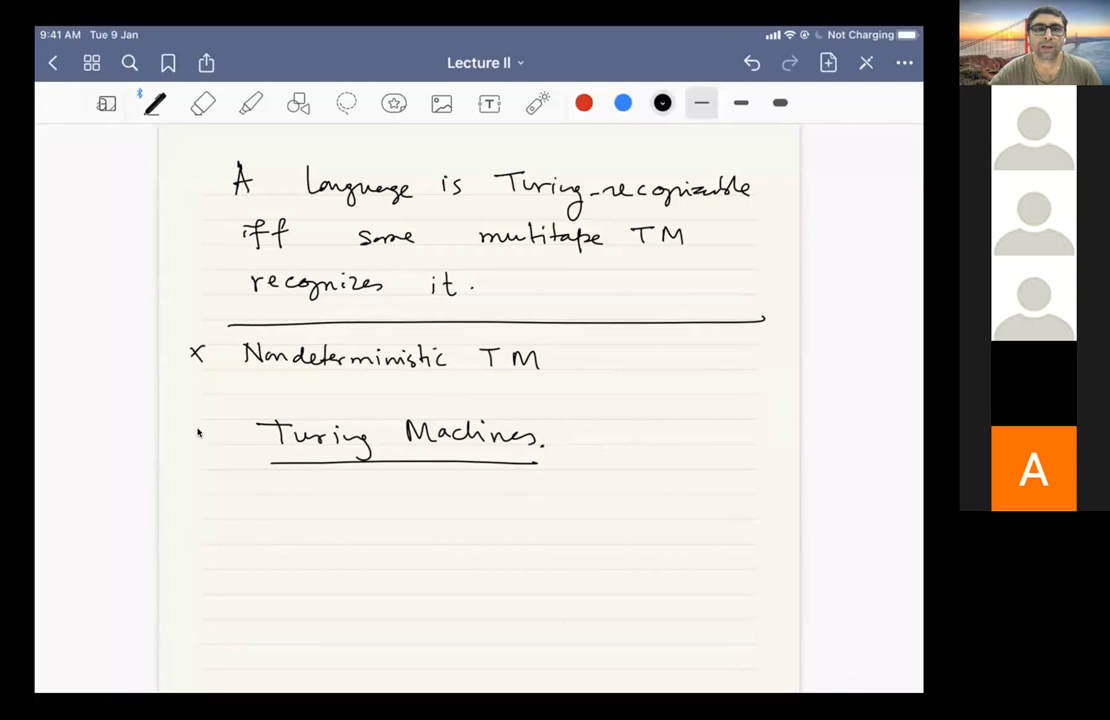 9:41 AM Tue 9 Jan
Not Charging
Lecture II
A language is Turing-recognizable
iff some multitape TM
recognizes it.
x Nondeterministic TM
Turing Machines.
A